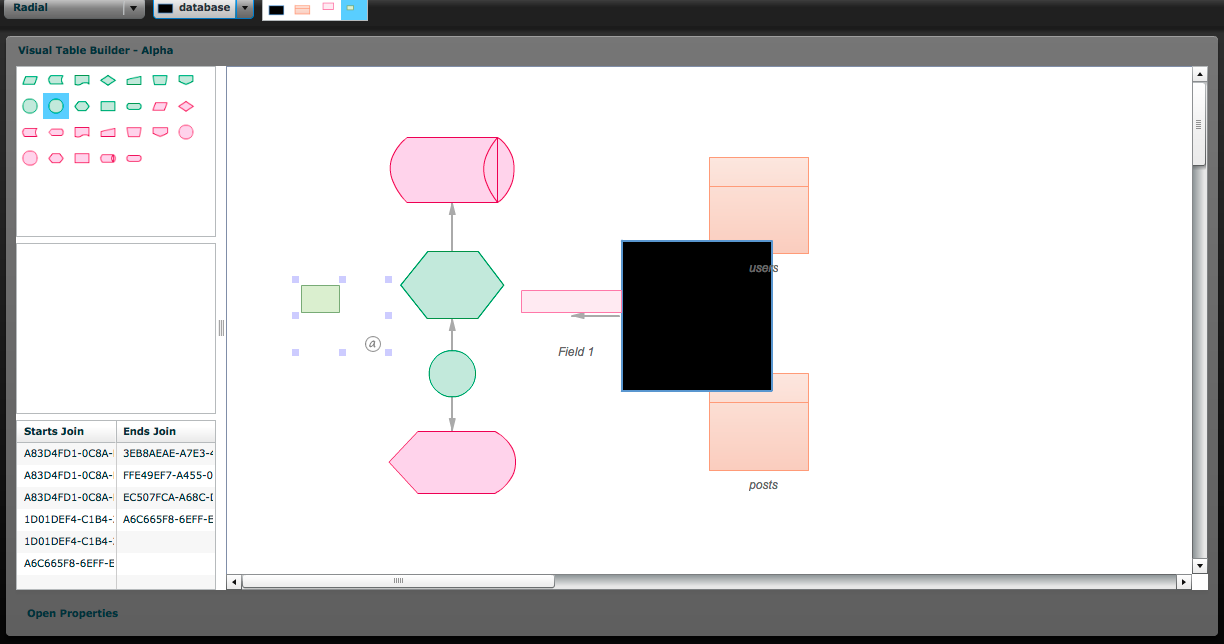 Radial
database
Visual Table Builder - Alpha
users
Field 1
a
posts
Starts Join Ends Join
A83D4FD1-0C8A- 3EB8AEAE-A7E3-4
A83D4FD1-0C8A- FFE49EF7-A455-0
A83D4FD1-0C8A- EC507FCA-A68C-D
1D01DEF4-C1B4- A6C665F8-6EFF-E
1D01DEF4-C1B4-
A6C665F8-6EFF-E
Open Properties